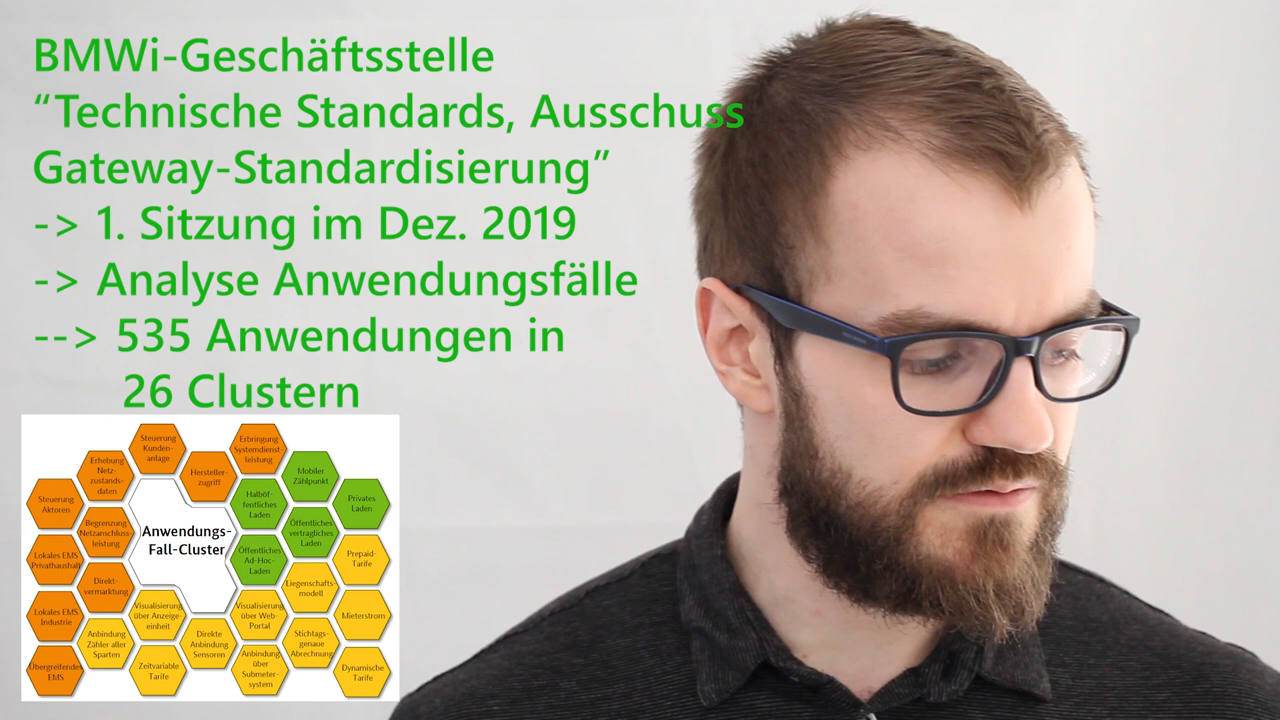 BMWi-Geschäftsstelle
“Technische Standards, Ausschuss
Gateway-Standardisierung”
-> 1. Sitzung im Dez. 2019
-> Analyse Anwendungsfälle
--> 535 Anwendungen in
26 Clustern
Steuerung
Kunden-
anlage
Erbringung
Systemdienst-
leistung
Erhebung
Netz-
zustands-
daten
Hersteller-
zugriff
Mobiler
Zählpunkt
Steuerung
Aktoren
Halböf-
fentliches
Laden
Privates
Laden
Begrenzung
Netzanschluss-
leistung
Anwendungs-
Fall-Cluster
Öffentliches
vertragliches
Laden
Lokales EMS
Privathaushalt
Öffentliches
Ad-Hoc-
Laden
Prepaid-
Tarife
Direkt-
vermarktung
Liegenschafts-
modell
Lokales EMS
Industrie
Visualisierung
über Anzeige-
einheit
Visualisierung
über Web-
Portal
Mieterstrom
Anbindung
Zähler aller
Sparten
Direkte
Anbindung
Sensoren
Stichtags-
genaue
Abrechnung
Übergreifendes
EMS
Zeitvariable
Tarife
Anbindung
über
Submeter-
system
Dynamische
Tarife